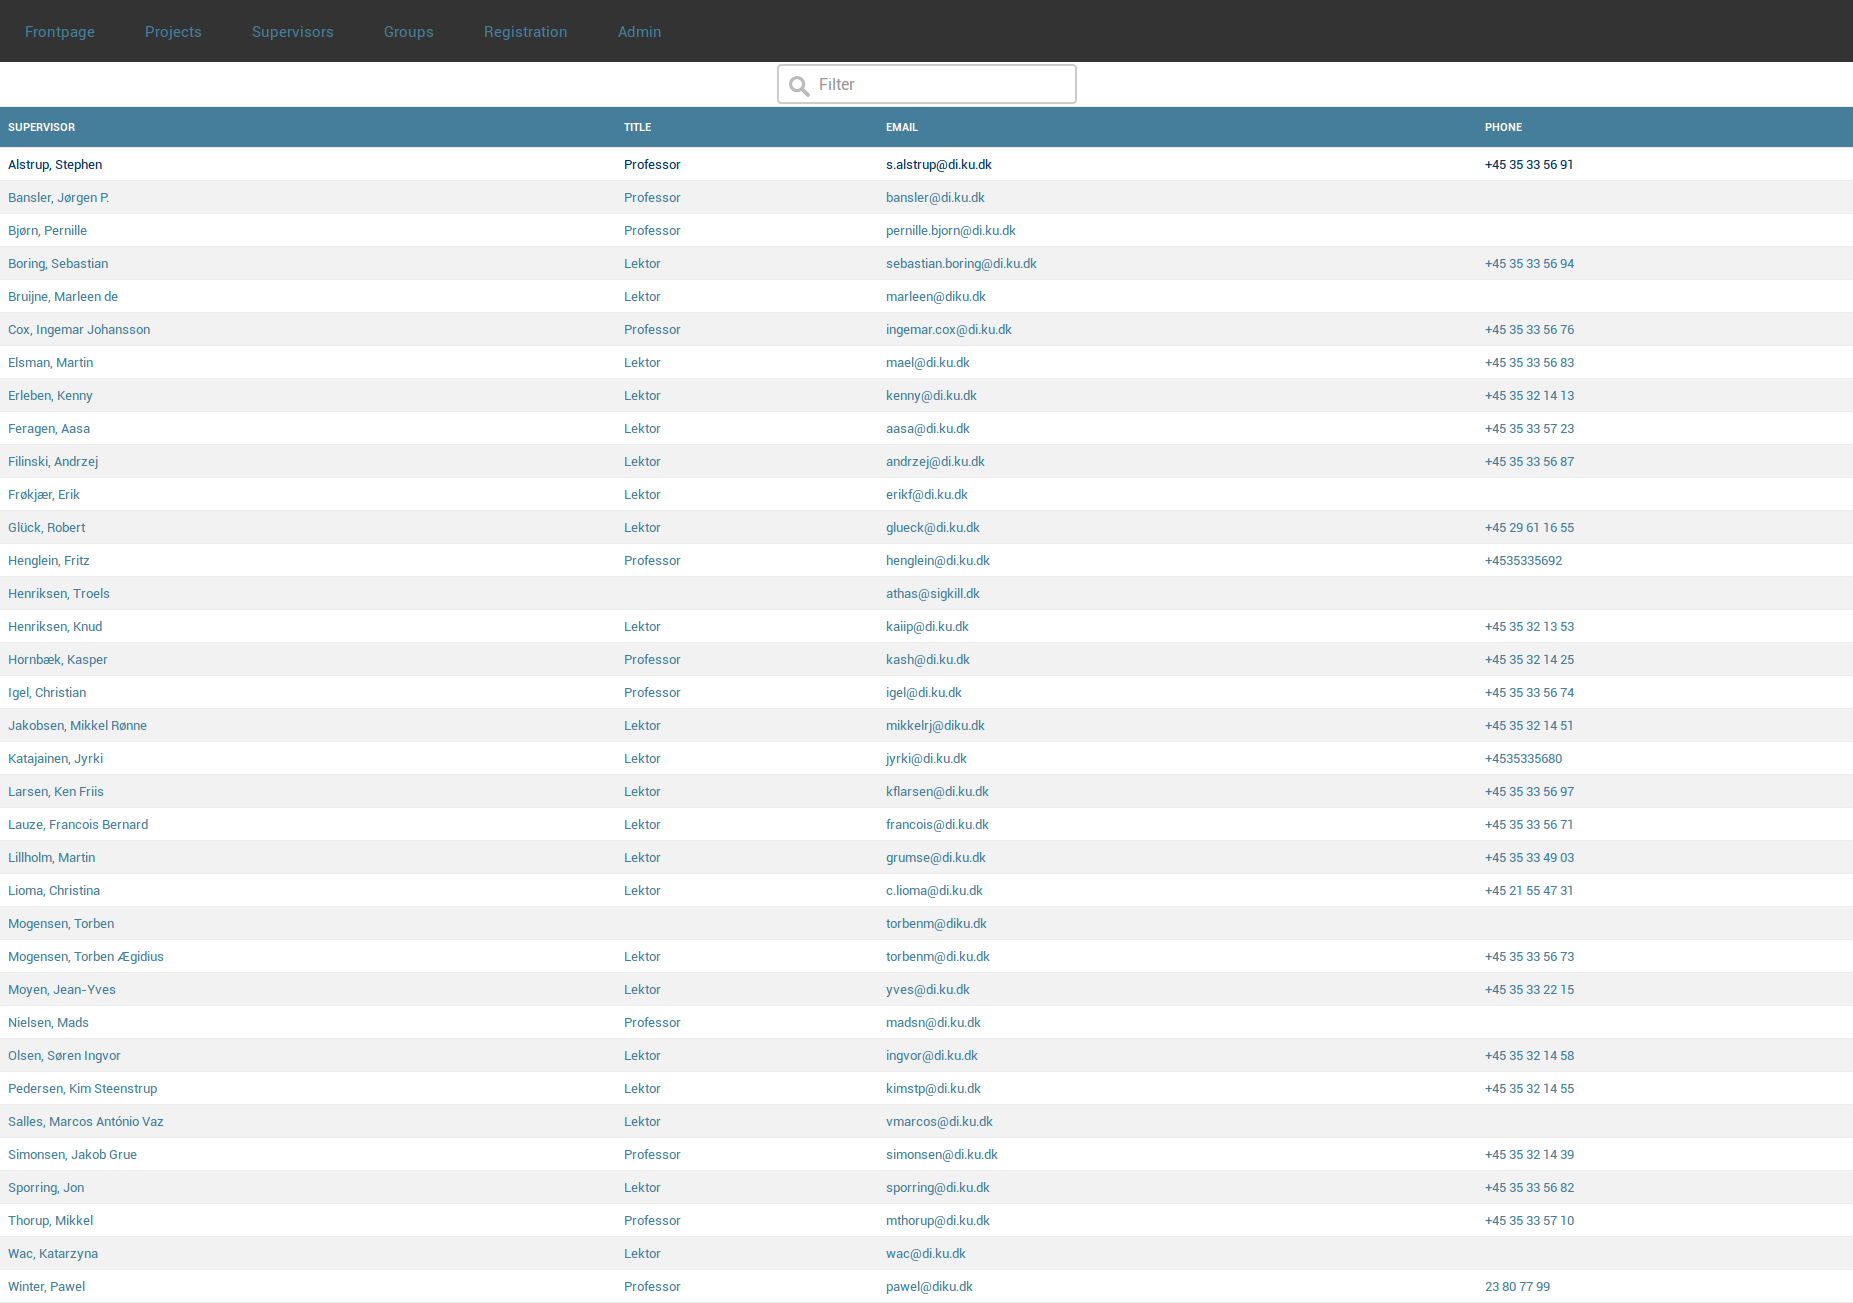 Frontpage Projects Supervisors Groups Registration Admin
Filter
SUPERVISOR TITLE EMAIL PHONE
Alstrup, Stephen Professor s.alstrup@di.ku.dk +45 35 33 56 91
Bansler, Jørgen P. Professor bansler@di.ku.dk
Bjørn, Pernille Professor pernille.bjorn@di.ku.dk
Boring, Sebastian Lektor sebastian.boring@di.ku.dk +45 35 33 56 94
Bruijne, Marleen de Lektor marleen@diku.dk
Cox, Ingemar Johansson Professor ingemar.cox@di.ku.dk +45 35 33 56 76
Elsman, Martin Lektor mael@di.ku.dk +45 35 33 56 83
Erleben, Kenny Lektor kenny@di.ku.dk +45 35 32 14 13
Feragen, Aasa Lektor aasa@di.ku.dk +45 35 33 57 23
Filinski, Andrzej Lektor andrzej@di.ku.dk +45 35 33 56 87
Frøkjær, Erik Lektor erikf@di.ku.dk
Glück, Robert Lektor glueck@di.ku.dk +45 29 61 16 55
Henglein, Fritz Professor henglein@di.ku.dk +4535335692
Henriksen, Troels athas@sigkill.dk
Henriksen, Knud Lektor kaiip@di.ku.dk +45 35 32 13 53
Hornbæk, Kasper Professor kash@di.ku.dk +45 35 32 14 25
Igel, Christian Professor igel@di.ku.dk +45 35 33 56 74
Jakobsen, Mikkel Rønne Lektor mikkelrj@diku.dk +45 35 32 14 51
Katajainen, Jyrki Lektor jyrki@di.ku.dk +4535335680
Larsen, Ken Friis Lektor kflarsen@di.ku.dk +45 35 33 56 97
Lauze, Francois Bernard Lektor francois@di.ku.dk +45 35 33 56 71
Lillholm, Martin Lektor grumse@di.ku.dk +45 35 33 49 03
Lioma, Christina Lektor c.lioma@di.ku.dk +45 21 55 47 31
Mogensen, Torben torbenm@diku.dk
Mogensen, Torben Ægidius Lektor torbenm@di.ku.dk +45 35 33 56 73
Moyen, Jean-Yves Lektor yves@di.ku.dk +45 35 33 22 15
Nielsen, Mads Professor madsn@di.ku.dk
Olsen, Søren Ingvor Lektor ingvor@di.ku.dk +45 35 32 14 58
Pedersen, Kim Steenstrup Lektor kimstp@di.ku.dk +45 35 32 14 55
Salles, Marcos António Vaz Lektor vmarcos@di.ku.dk
Simonsen, Jakob Grue Professor simonsen@di.ku.dk +45 35 32 14 39
Sporring, Jon Lektor sporring@di.ku.dk +45 35 33 56 82
Thorup, Mikkel Professor mthorup@di.ku.dk +45 35 33 57 10
Wac, Katarzyna Lektor wac@di.ku.dk
Winter, Pawel Professor pawel@diku.dk 23 80 77 99